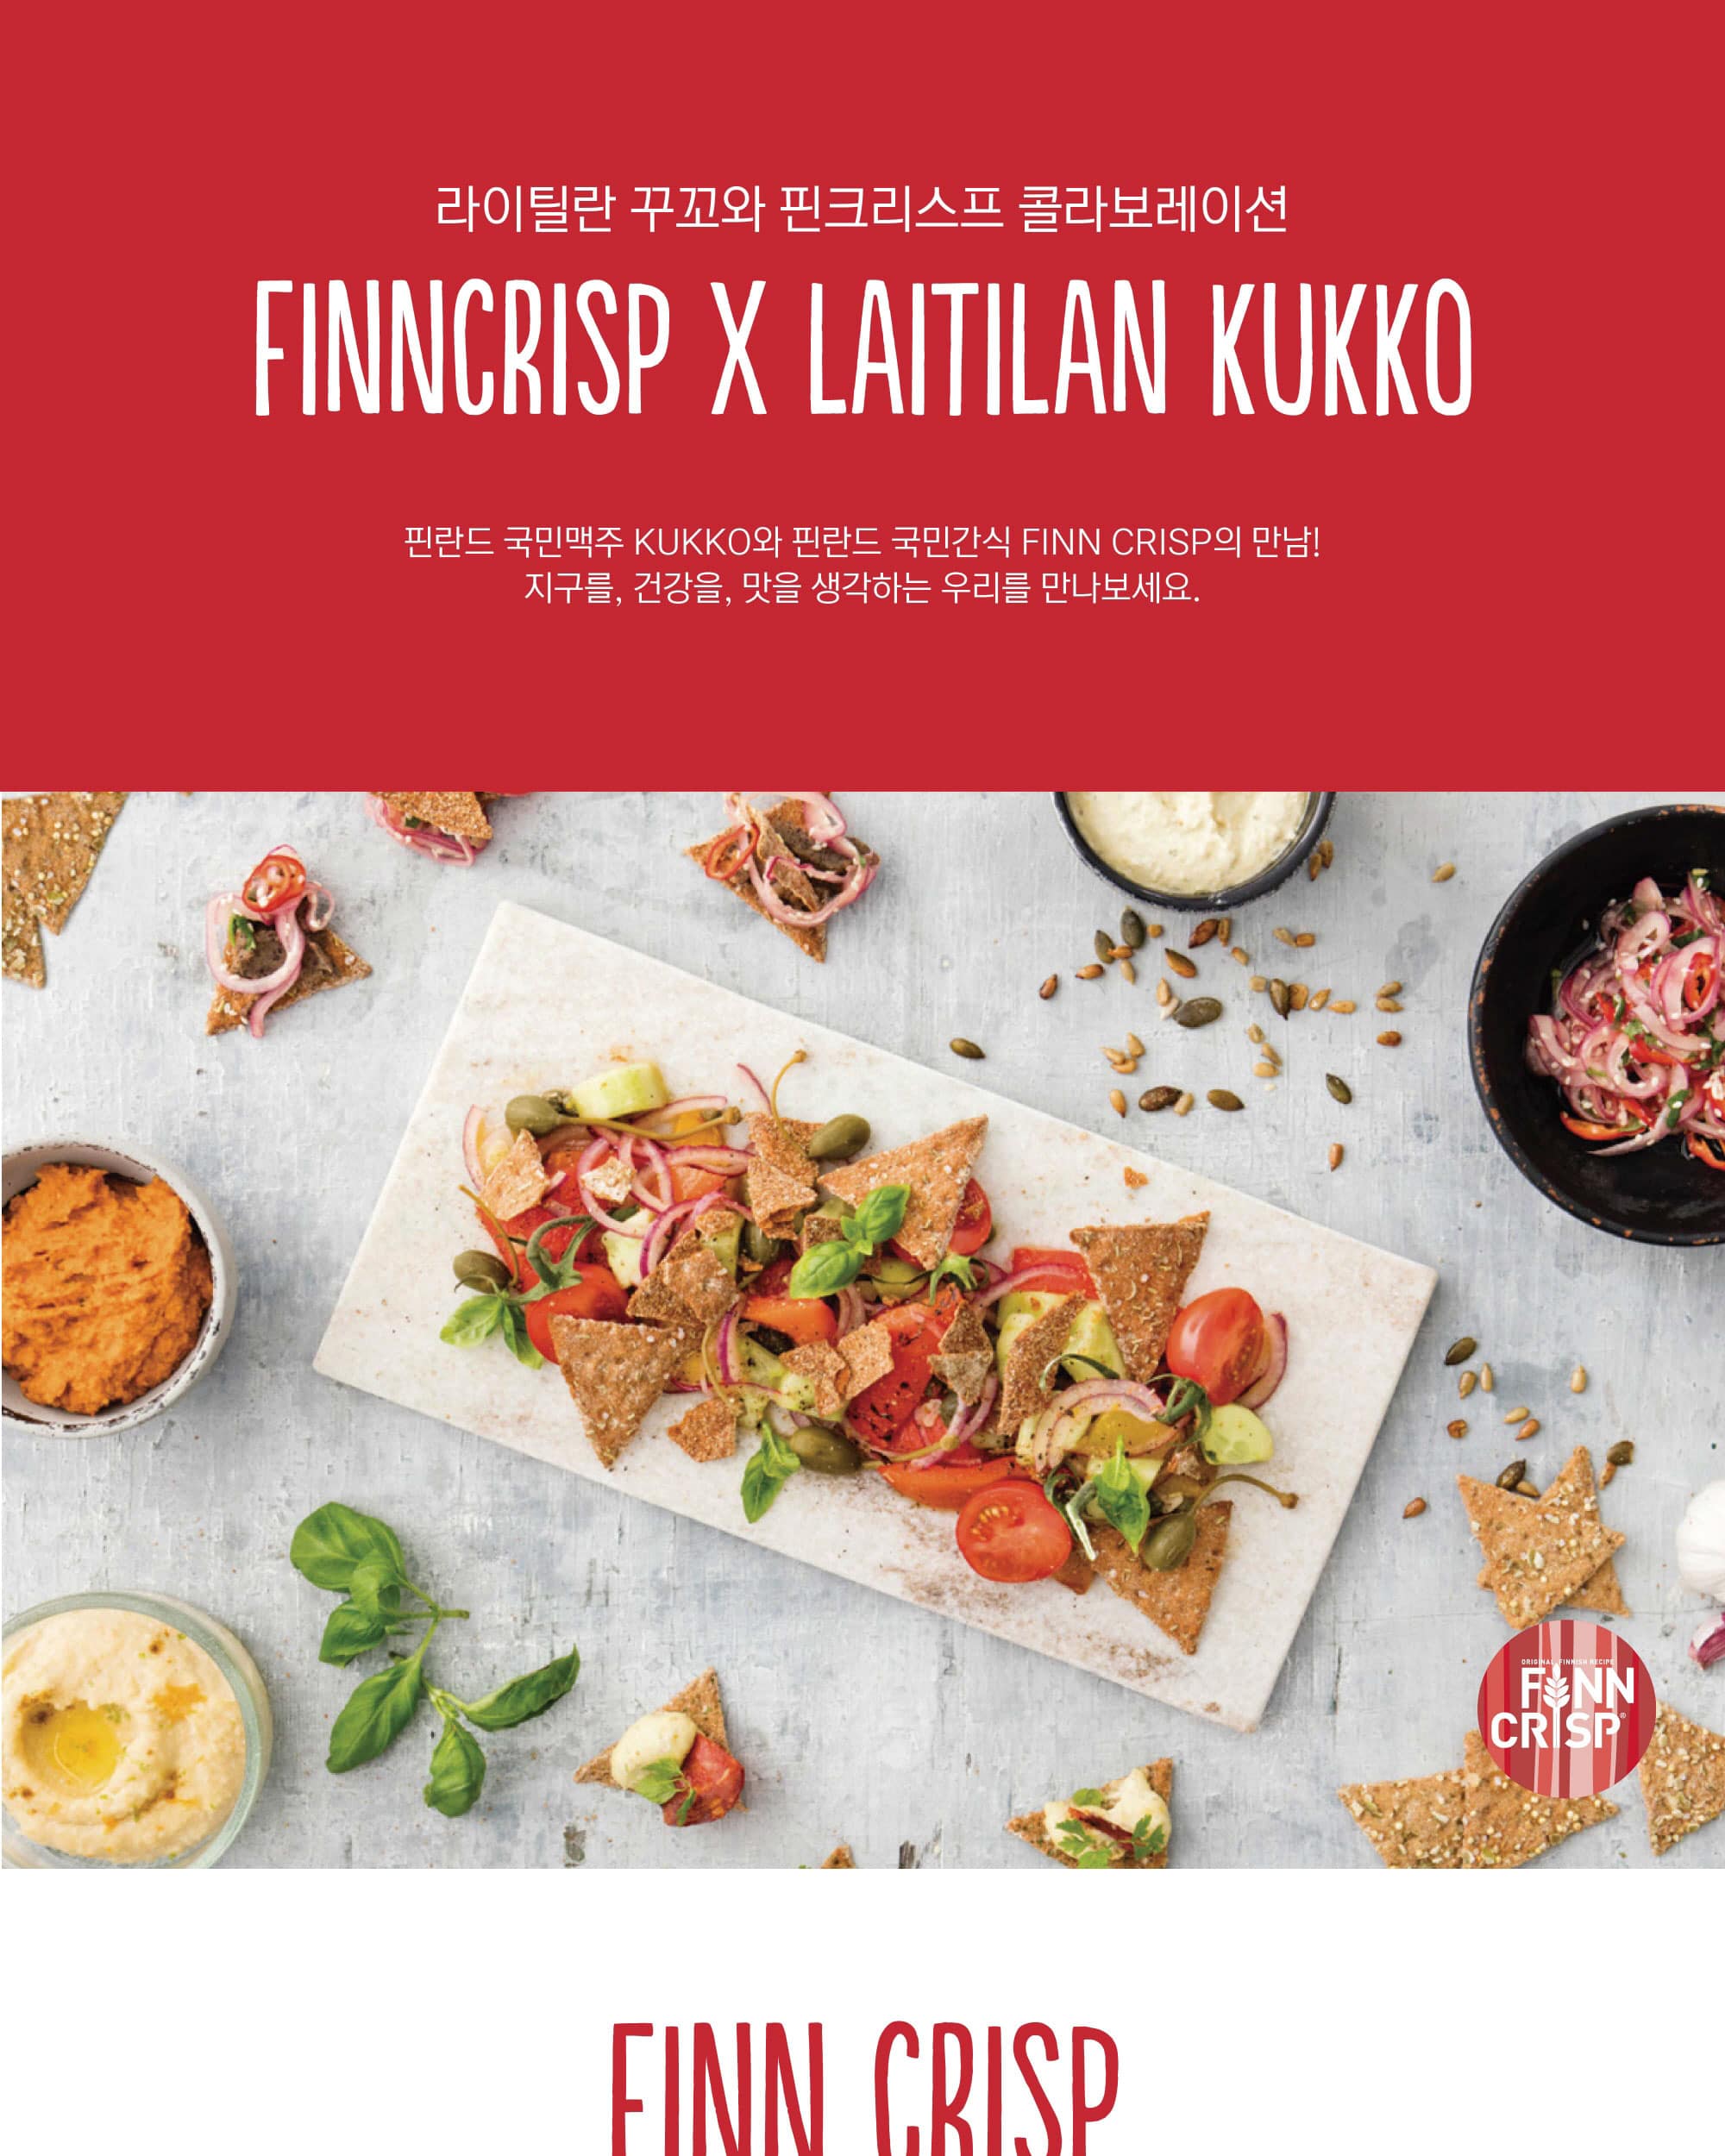 라이틸란 꾸꼬와 핀크리스프 콜라보레이션
FINNCRISP X LAITILAN KUKKO
핀란드 국민맥주 KUKKO와 핀란드 국민간식 FINN CRISP의 만남!
지구를, 건강을, 맛을 생각하는 우리를 만나보세요.
ORIGINAL FINNISH RECIPE
FINN
CRISP®
FINN CRISP